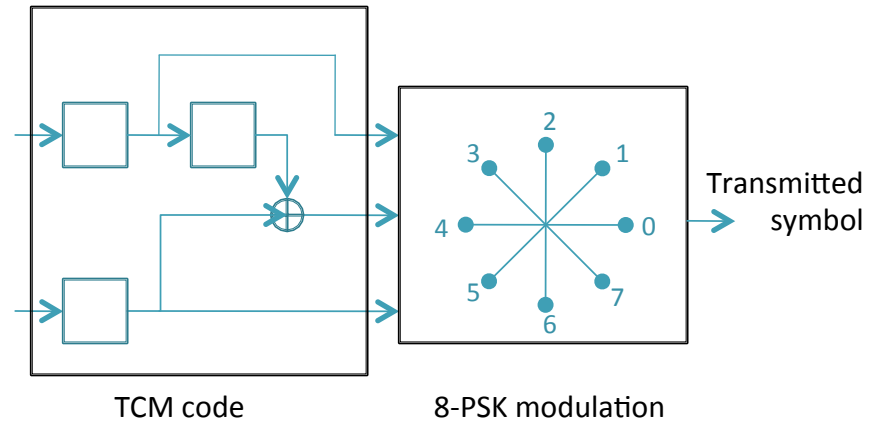 2
3
1
Transmitted
symbol
4
0
5
7
6
TCM code
8-PSK modulation